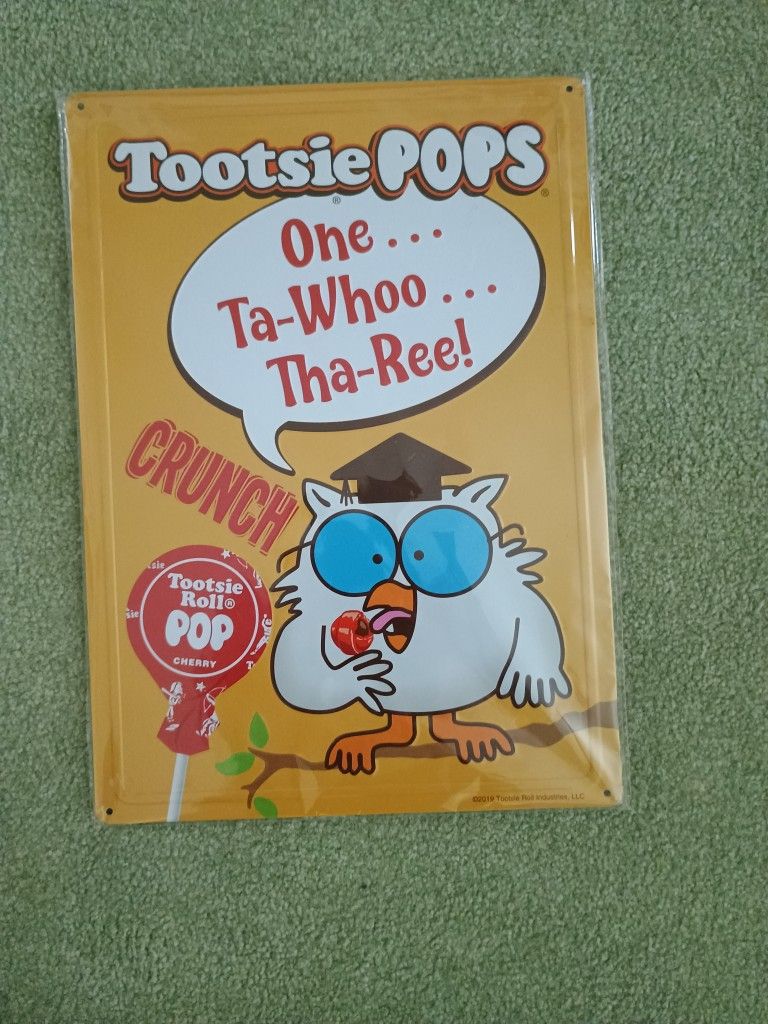 Tootsie POPS®
®
One...
Ta-Whoo...
Tha-Ree!
CRUNCH
Tootsie
Roll®
POP
CHERRY
©2019 Tootsie Roll Industries, LLC